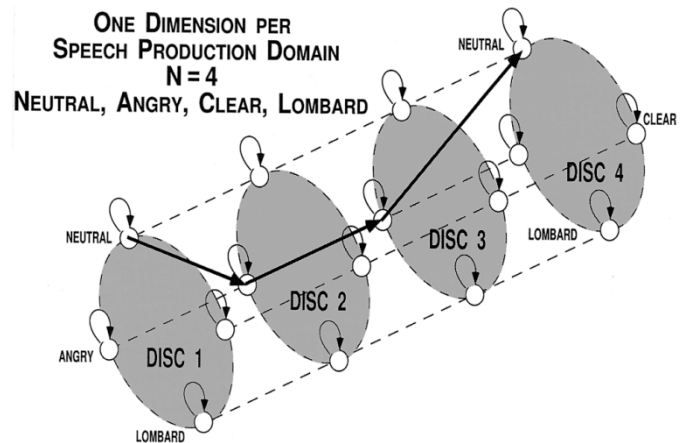 ONE DIMENSION PER
SPEECH PRODUCTION DOMAIN
N = 4
NEUTRAL, ANGRY, CLEAR, LOMBARD
NEUTRAL
CLEAR
DISC 4
LOMBARD
DISC 3
NEUTRAL
DISC 2
ANGRY
DISC 1
LOMBARD